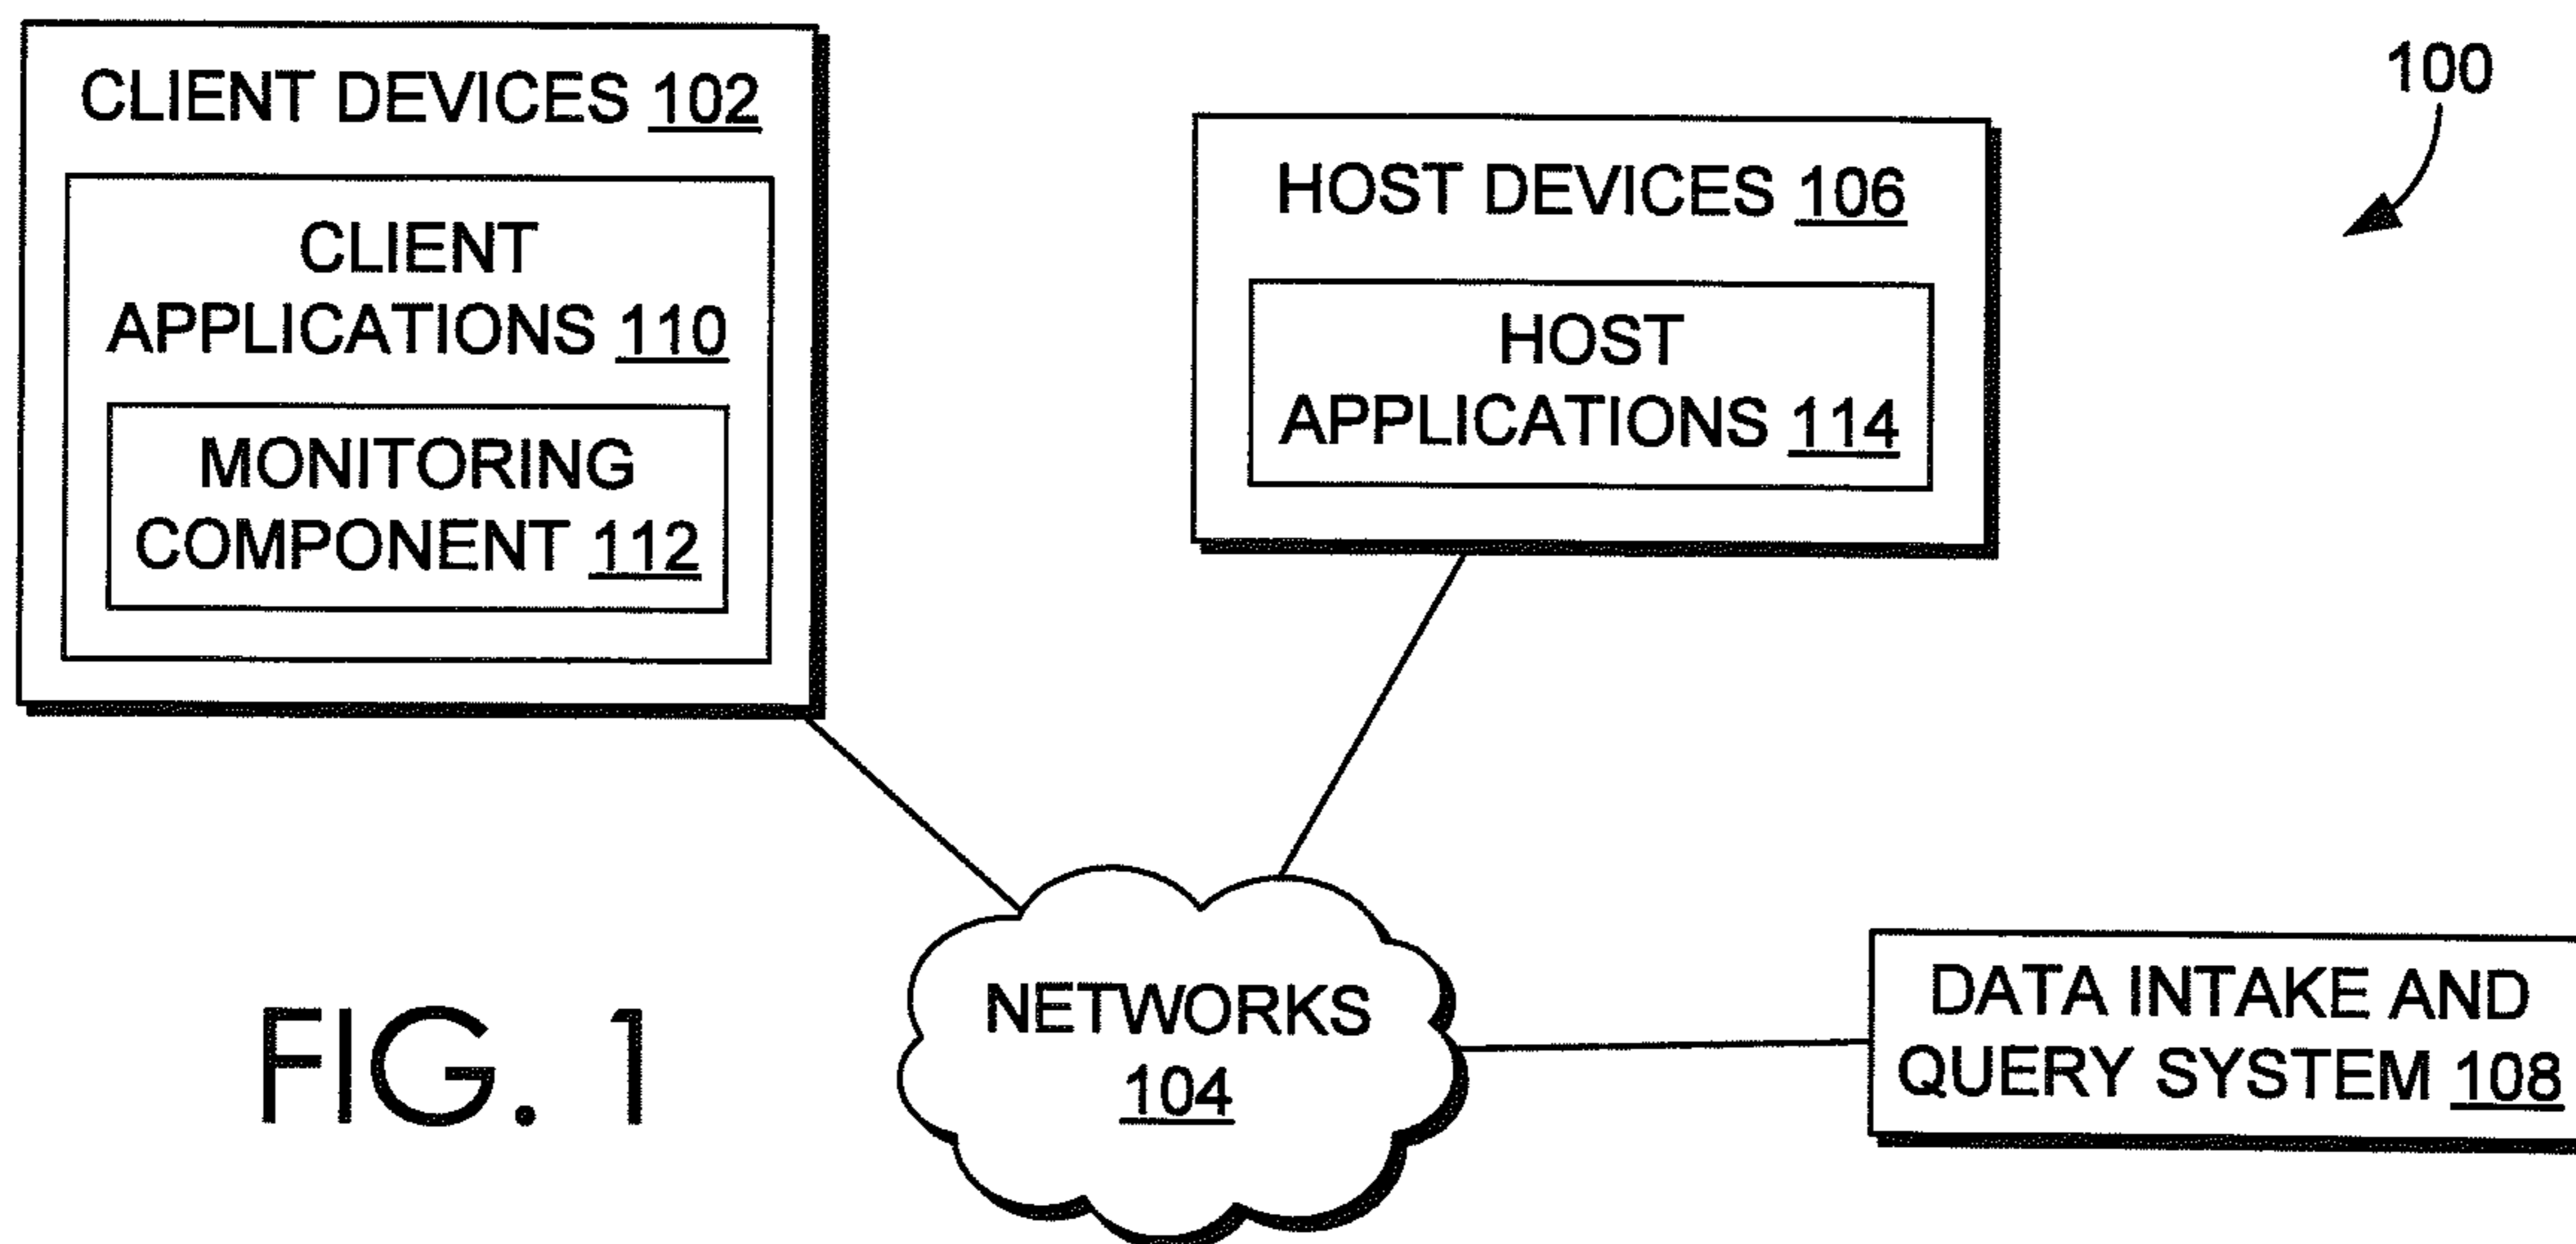 CLIENT DEVICES 102
CLIENT
APPLICATIONS 110
MONITORING
COMPONENT 112
HOST DEVICES 106
HOST
APPLICATIONS 114
100
NETWORKS
104
DATA INTAKE AND
QUERY SYSTEM 108
FIG. 1